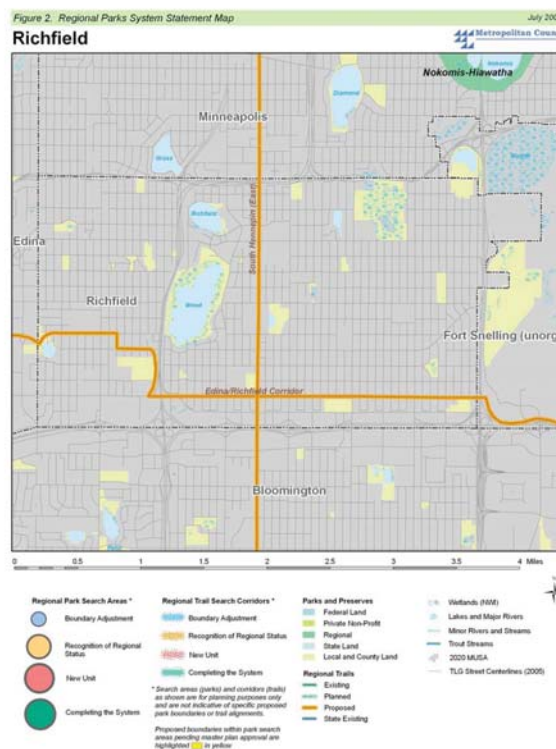 Figure 2. Regional Parks System Statement Map
July 200
Richfield
Metropolitan Counc
Nokomis
Nokomis-Hiawatha
Diamond
Minneapolis
Mother
Richfield
South Hennepin (East)
Edina
Wood
Richfield
Fort Snelling (unorg
Edina/Richfield Corridor
Bloomington
0 0.5 1 1.5 2 2.5 3 3.5 4 Miles
Regional Park Search Areas *
Boundary Adjustment
Recognition of Regional
Status
New Unit
Completing the System
Regional Trail Search Corridors *
Boundary Adjustment
Recognition of Regional Status
New Unit
Completing the System
* Search areas (parks) and corridors (trails)
as shown are for planning purposes only
and are not indicative of specific proposed
park boundaries or trail alignments.
Proposed boundaries within park search
areas pending master plan approval are
highlighted in yellow
Parks and Preserves
Federal Land
Private Non-Profit
Regional
State Land
Local and County Land
Regional Trails
Existing
Planned
Proposed
State Existing
Wetlands (NWI)
Lakes and Major Rivers
Minor Rivers and Streams
Trout Streams
2020 MUSA
TLG Street Centerlines (2005)